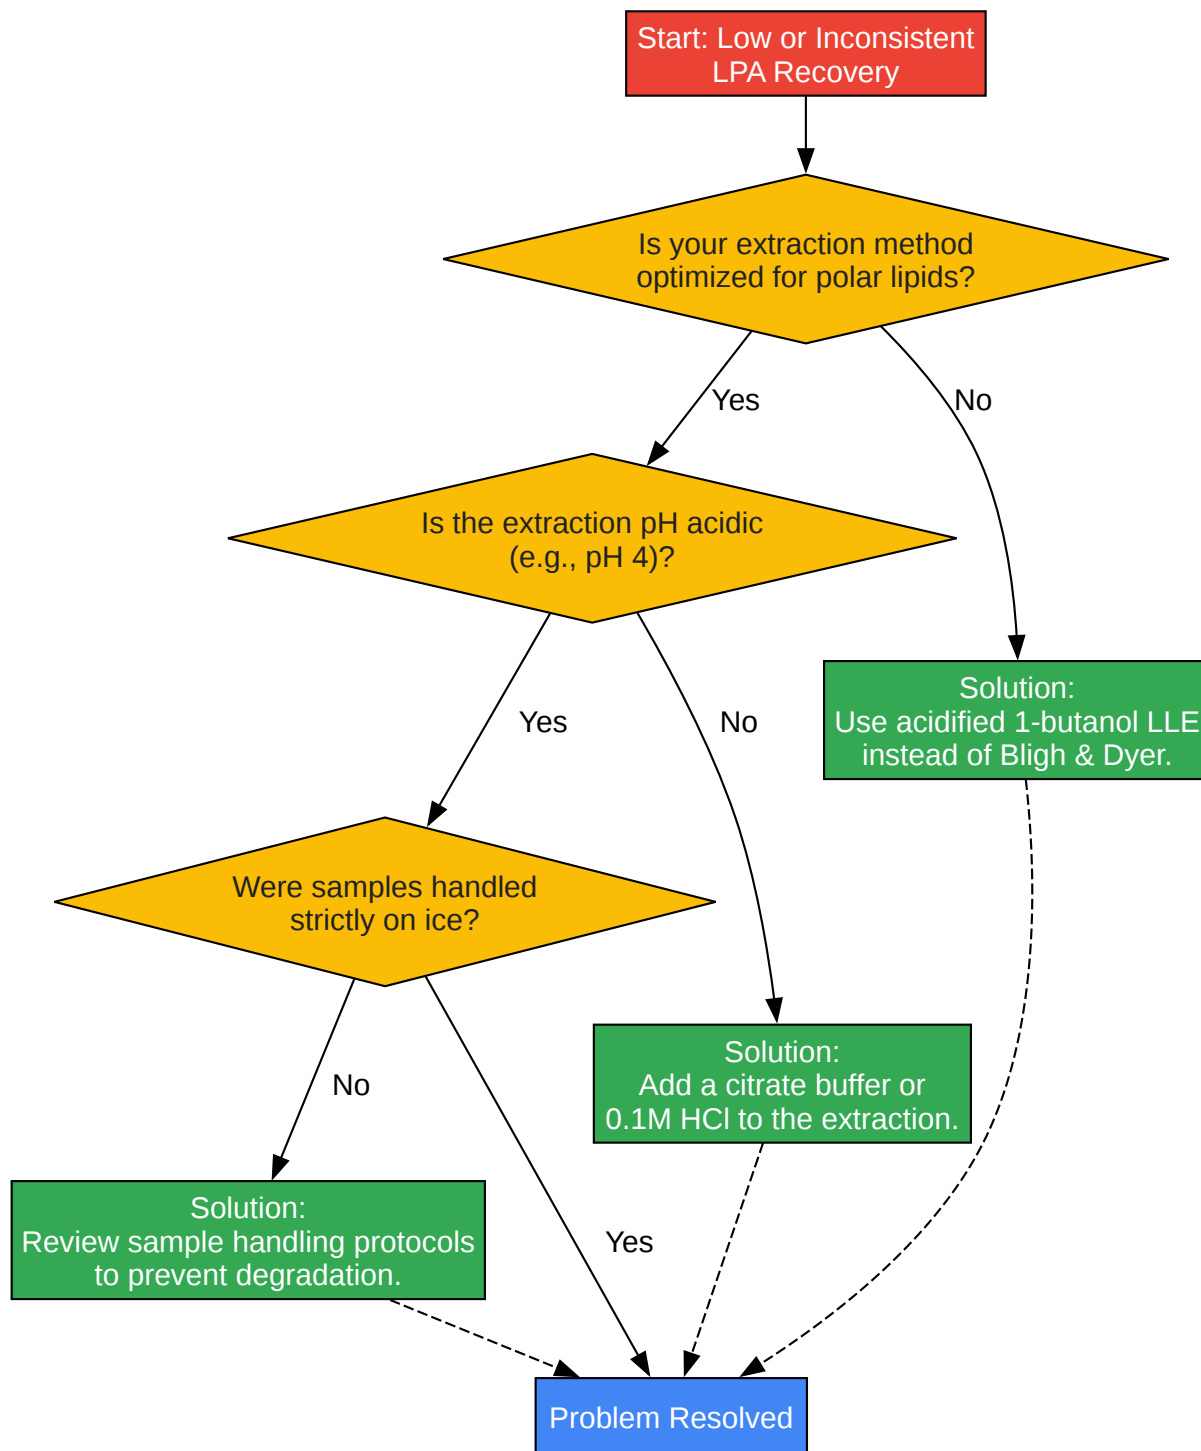 Start: Low or Inconsistent
LPA Recovery
Is your extraction method
optimized for polar lipids?
Yes
No
Is the extraction pH acidic
(e.g., pH 4)?
Yes
No
Solution:
Use acidified 1-butanol LLE
instead of Bligh & Dyer.
Were samples handled
strictly on ice?
No
Yes
Solution:
Add a citrate buffer or
0.1M HCl to the extraction.
Solution:
Review sample handling protocols
to prevent degradation.
Problem Resolved